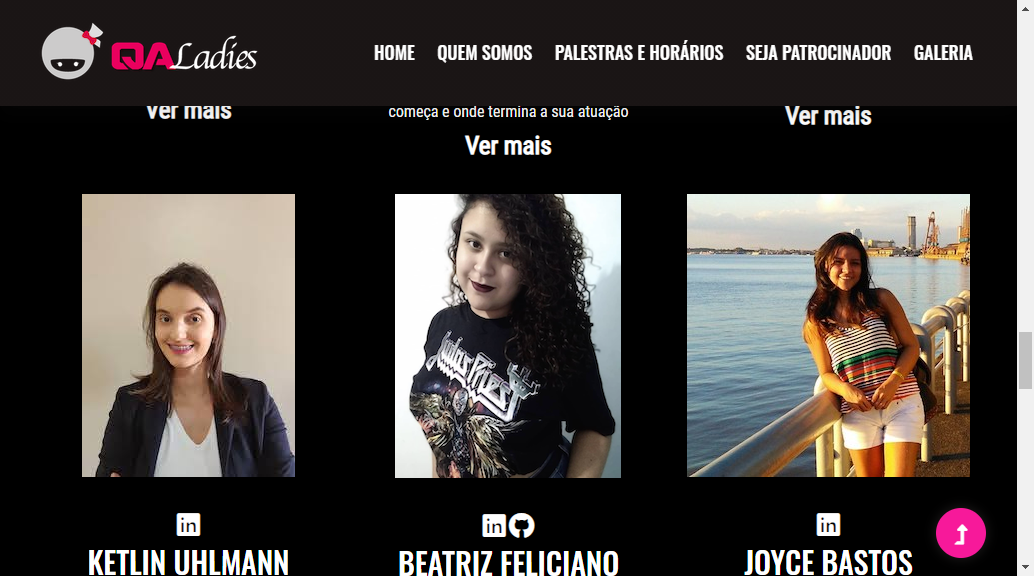 QALadies
HOME QUEM SOMOS PALESTRAS E HORÁRIOS SEJA PATROCINADOR GALERIA
Ver mais
começa e onde termina a sua atuação
Ver mais
Ver mais
Judas Priest
in
in
in
KETLIN UHLMANN
BEATRIZ FELICIANO
JOYCE BASTOS